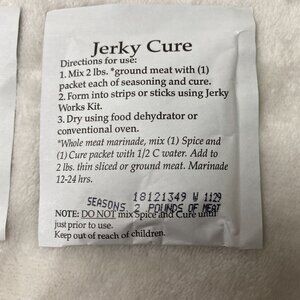 Jerky Cure
Directions for use:
1. Mix 2 lbs. *ground meat with (1)
packet each of seasoning and cure.
2. Form into strips or sticks using Jerky
Works Kit.
3. Dry using food dehydrator or
conventional oven.
*Whole meat marinade, mix (1) Spice and
(1) Cure packet with 1/2 C water. Add to
2 lbs. thin sliced or ground meat. Marinade
12-24 hrs.
18121349 W 1129
SEASONS 2 POUNDS OF MEAT
NOTE: DO NOT mix Spice and Cure until
just prior to use.
Keep out of reach of children.